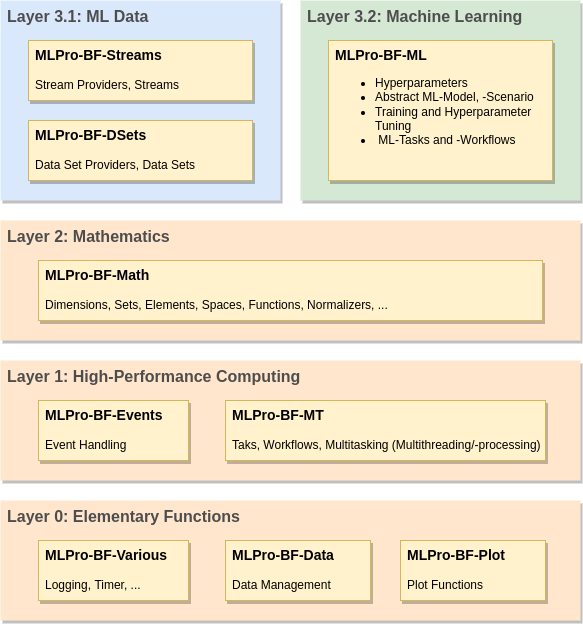 Layer 3.1: ML Data
MLPro-BF-Streams
Stream Providers, Streams
MLPro-BF-DSets
Data Set Providers, Data Sets
Layer 3.2: Machine Learning
MLPro-BF-ML
• Hyperparameters
• Abstract ML-Model, -Scenario
• Training and Hyperparameter
Tuning
• ML-Tasks and -Workflows
Layer 2: Mathematics
MLPro-BF-Math
Dimensions, Sets, Elements, Spaces, Functions, Normalizers, ...
Layer 1: High-Performance Computing
MLPro-BF-Events
Event Handling
MLPro-BF-MT
Taks, Workflows, Multitasking (Multithreading/-processing)
Layer 0: Elementary Functions
MLPro-BF-Various
Logging, Timer, ...
MLPro-BF-Data
Data Management
MLPro-BF-Plot
Plot Functions